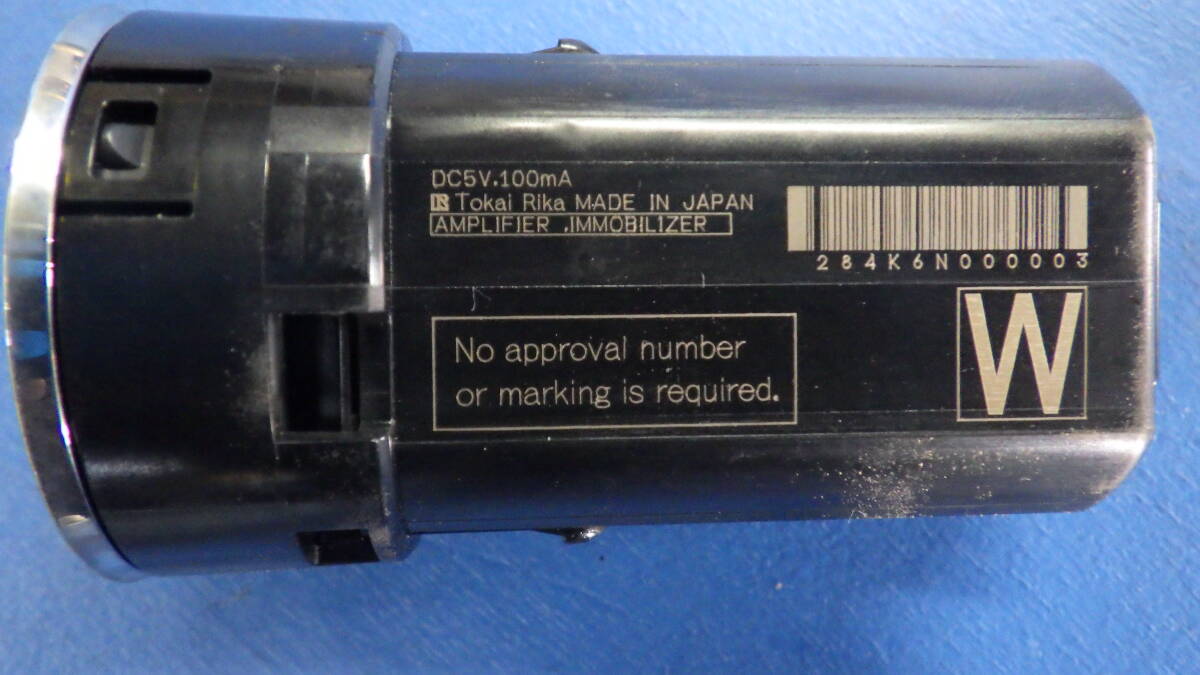 DC5V.100mA
Tokai Rika MADE IN JAPAN
AMPLIFIER .IMMOBILIZER
284K6N000003
No approval number
or marking is required.
W